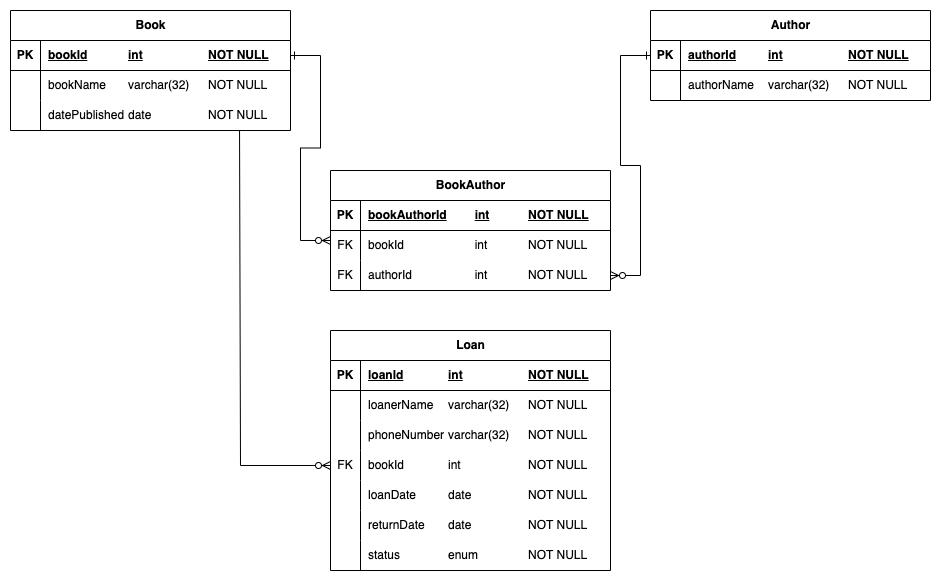 Book
PK bookId int NOT NULL
bookName varchar(32) NOT NULL
datePublished date NOT NULL
Author
PK authorId int NOT NULL
authorName varchar(32) NOT NULL
BookAuthor
PK bookAuthorId int NOT NULL
FK bookId int NOT NULL
FK authorId int NOT NULL
Loan
PK loanId int NOT NULL
loanerName varchar(32) NOT NULL
phoneNumber varchar(32) NOT NULL
FK bookId int NOT NULL
loanDate date NOT NULL
returnDate date NOT NULL
status enum NOT NULL